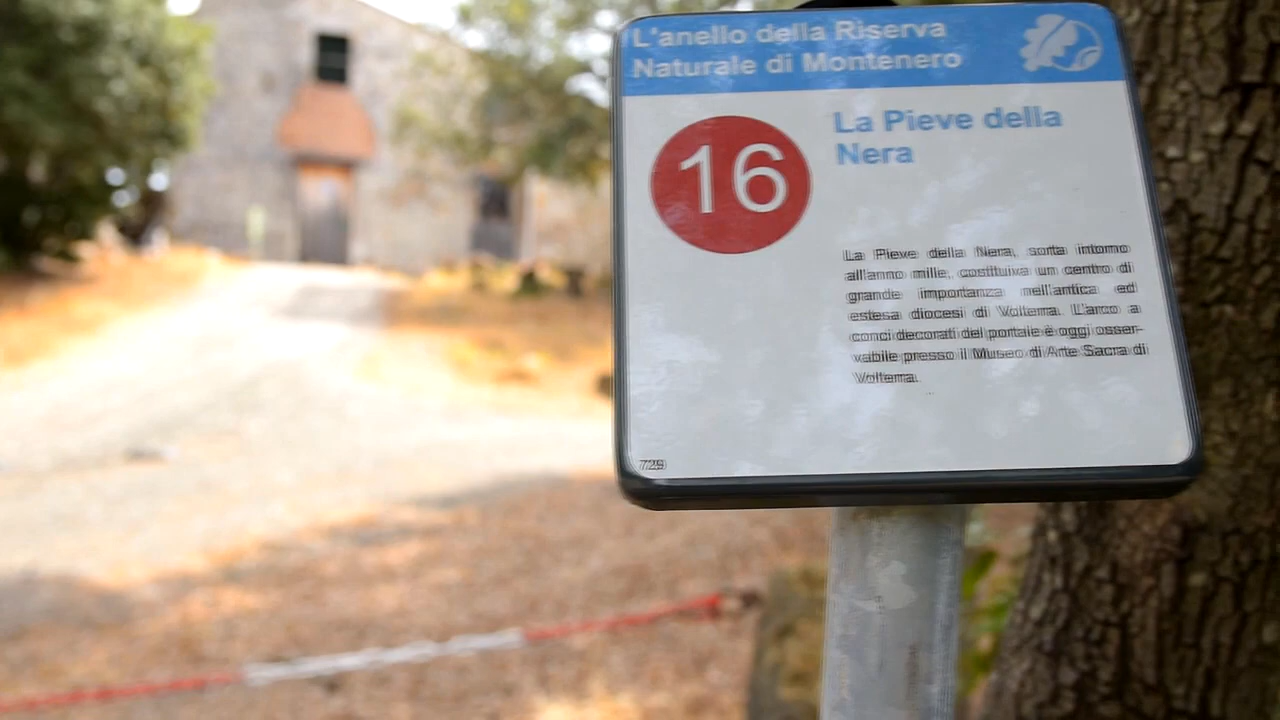 L'anello della Riserva
Naturale di Montenero
16
La Pieve della
Nera
La Pieve della Nera, sorta intorno
all'anno mille, costituiva un centro di
grande importanza nell'antica ed
estesa diocesi di Volterra. L'arco a
conci decorati del portale è oggi osser-
vabile presso il Museo di Arte Sacra di
Volterra.
729